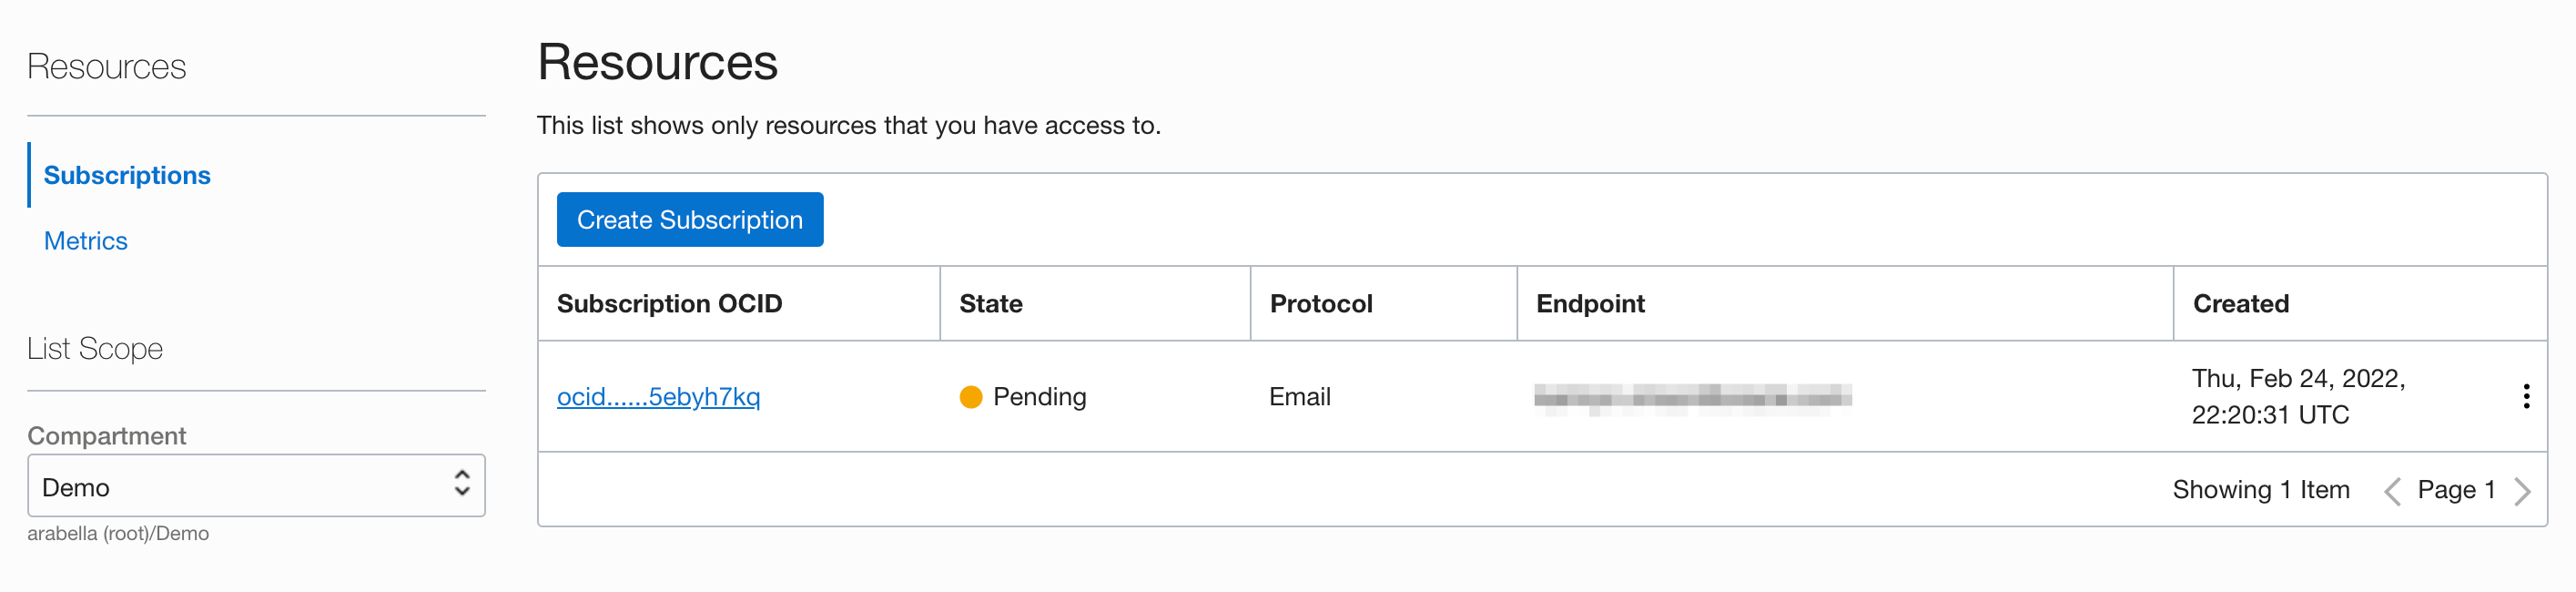 Resources
Subscriptions
Metrics
List Scope
Compartment
Demo
arabella (root)/Demo
Resources
This list shows only resources that you have access to.
Create Subscription
Subscription OCID State Protocol Endpoint Created
ocid......5ebyh7kq Pending Email Thu, Feb 24, 2022,
22:20:31 UTC
Showing 1 Item Page 1